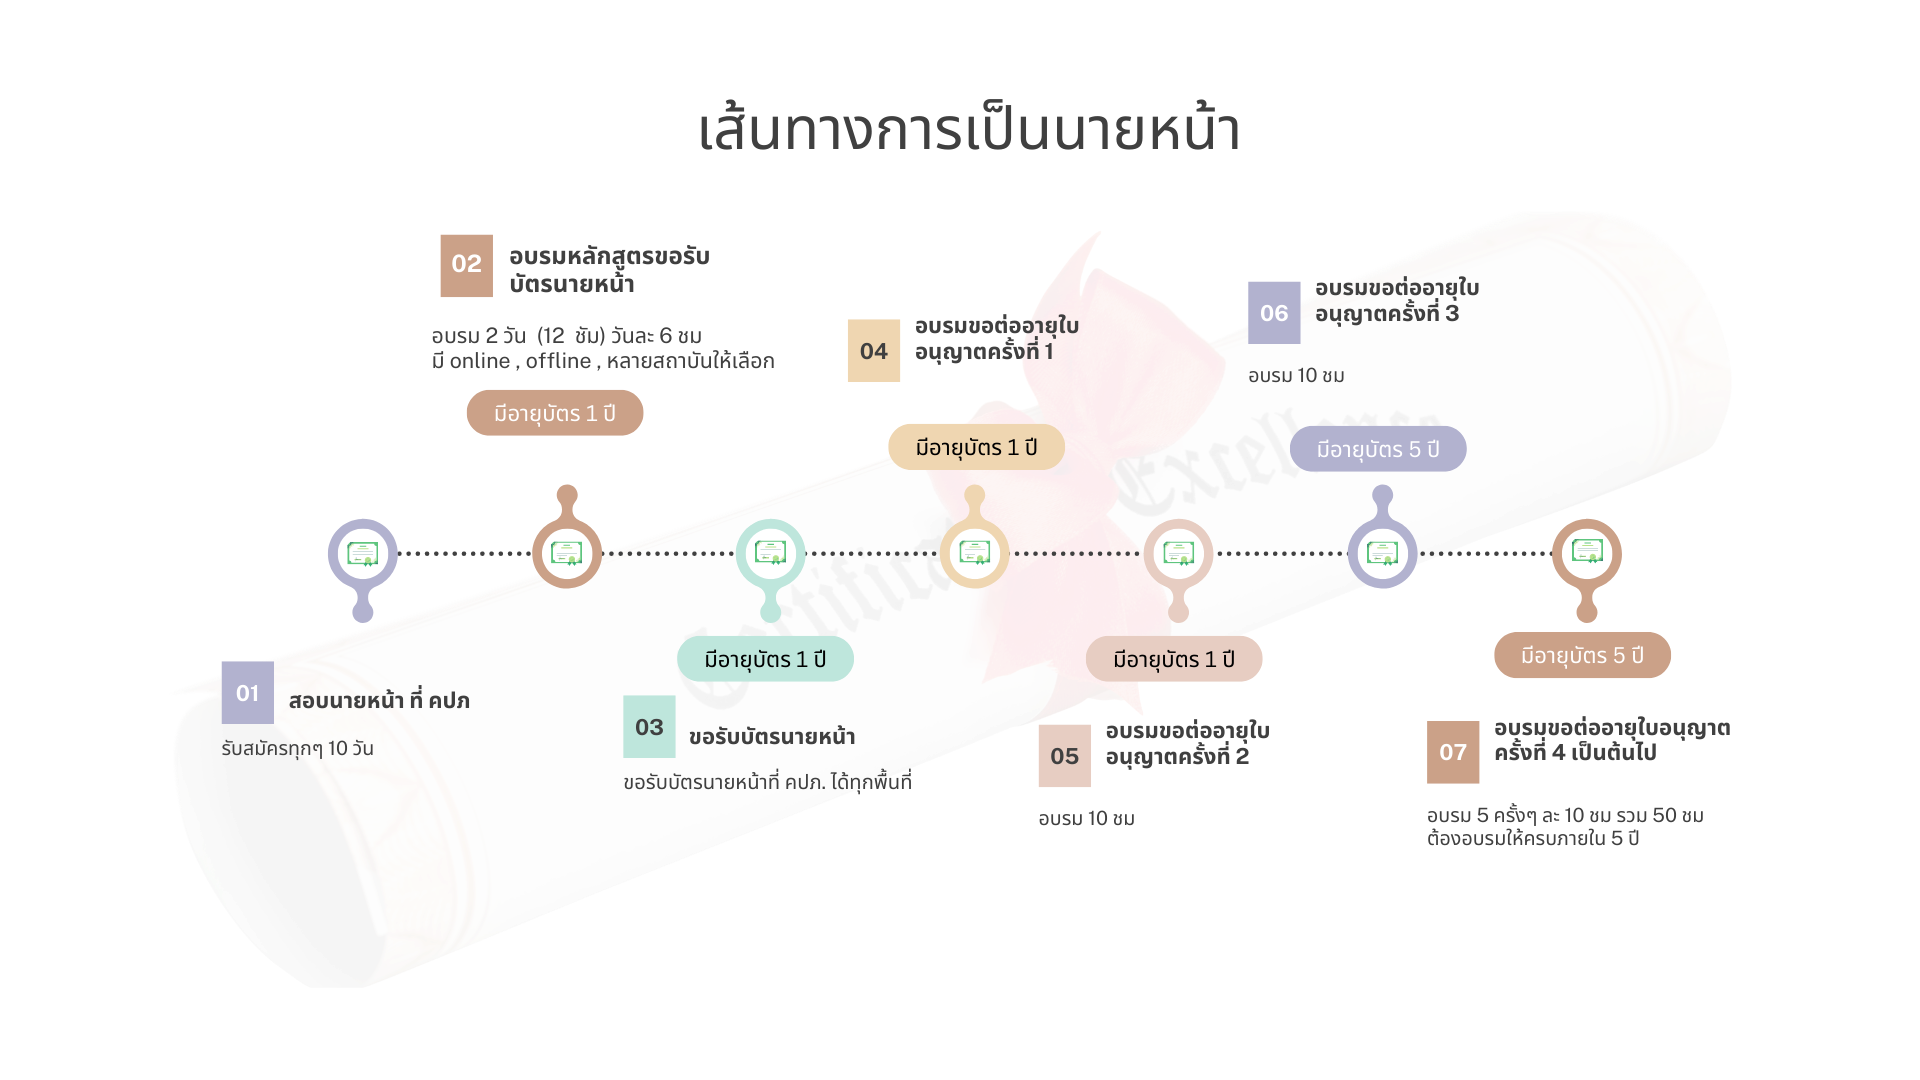 เส้นทางการเป็นนายหน้า
01
สอบนายหน้า ที่ คปภ
รับสมัครทุกๆ 10 วัน
02
อบรมหลักสูตรขอรับ
บัตรนายหน้า
อบรม 2 วัน (12 ชัม) วันละ 6 ชม
มี online , offline , หลายสถาบันให้เลือก
มีอายุบัตร 1 ปี
มีอายุบัตร 1 ปี
03
ขอรับบัตรนายหน้า
ขอรับบัตรนายหน้าที่ คปภ. ได้ทุกพื้นที่
04
อบรมขอต่ออายุใบ
อนุญาตครั้งที่ 1
มีอายุบัตร 1 ปี
มีอายุบัตร 1 ปี
05
อบรมขอต่ออายุใบ
อนุญาตครั้งที่ 2
อบรม 10 ชม
06
อบรมขอต่ออายุใบ
อนุญาตครั้งที่ 3
อบรม 10 ชม
มีอายุบัตร 5 ปี
มีอายุบัตร 5 ปี
07
อบรมขอต่ออายุใบอนุญาต
ครั้งที่ 4 เป็นต้นไป
อบรม 5 ครั้งๆ ละ 10 ชม รวม 50 ชม
ต้องอบรมให้ครบภายใน 5 ปี